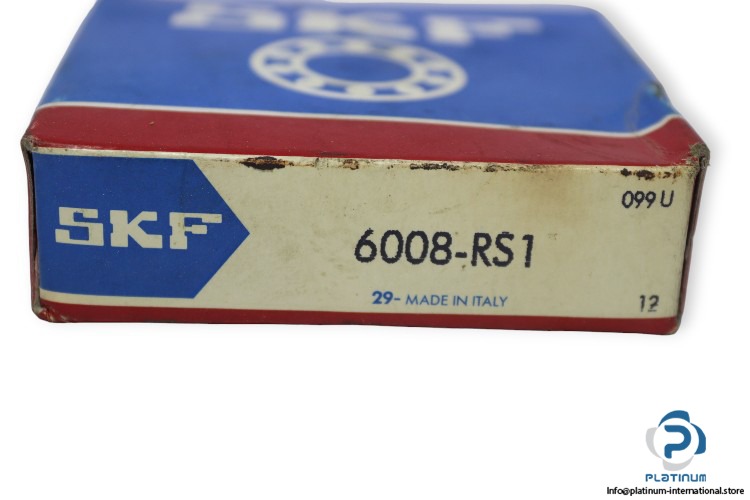 SKF
SKF
099 U
6008-RS1
29- MADE IN ITALY
12
PLATINUM
Info@platinum-international.store